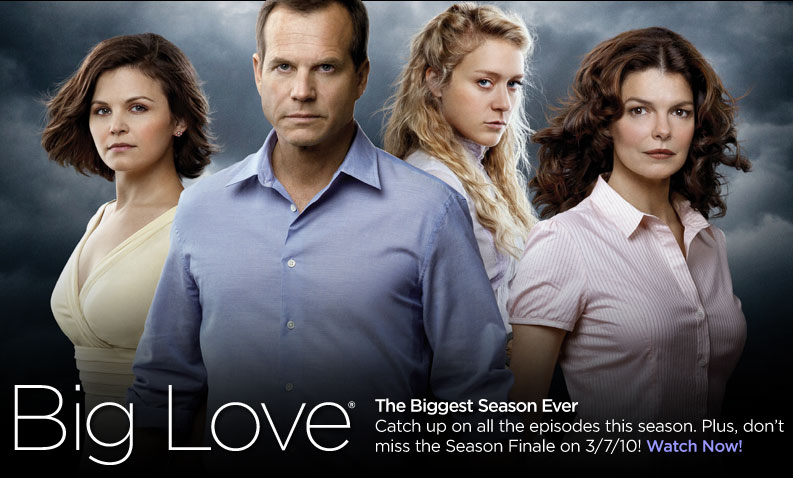 Big Love®
The Biggest Season Ever
Catch up on all the episodes this season. Plus, don't
miss the Season Finale on 3/7/10! Watch Now!